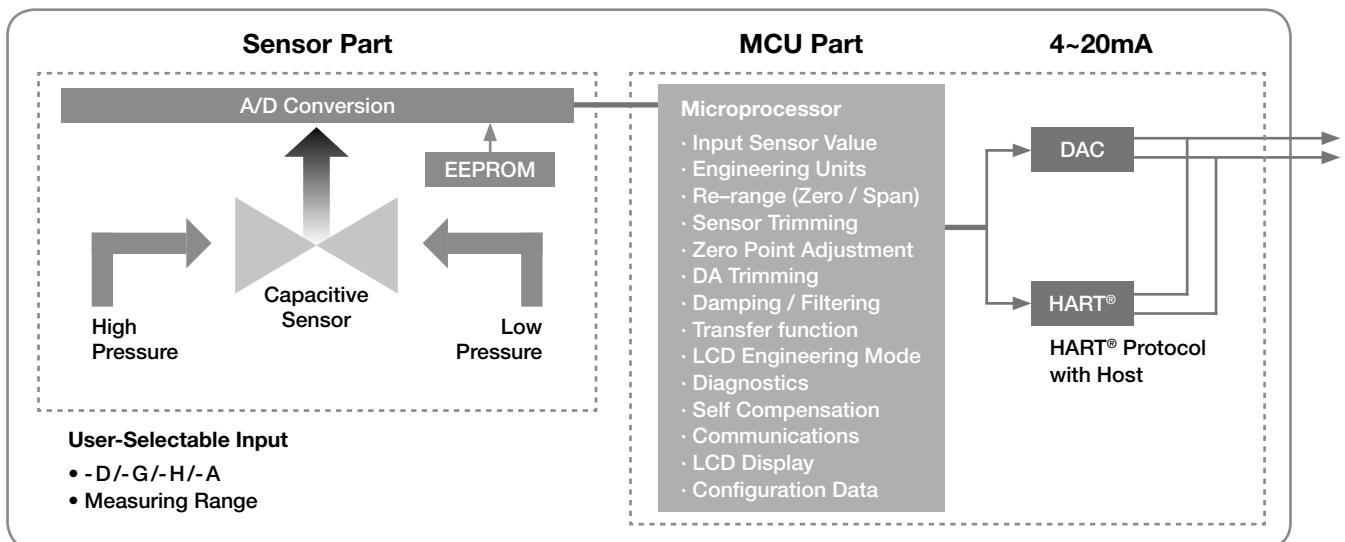 Sensor Part
MCU Part
4~20mA
A/D Conversion
EEPROM
Capacitive
Sensor
High
Pressure
Low
Pressure
User-Selectable Input
• -D/-G/-H/-A
• Measuring Range
Microprocessor
· Input Sensor Value
· Engineering Units
· Re–range (Zero / Span)
· Sensor Trimming
· Zero Point Adjustment
· DA Trimming
· Damping / Filtering
· Transfer function
· LCD Engineering Mode
· Diagnostics
· Self Compensation
· Communications
· LCD Display
· Configuration Data
DAC
HART®
HART® Protocol
with Host